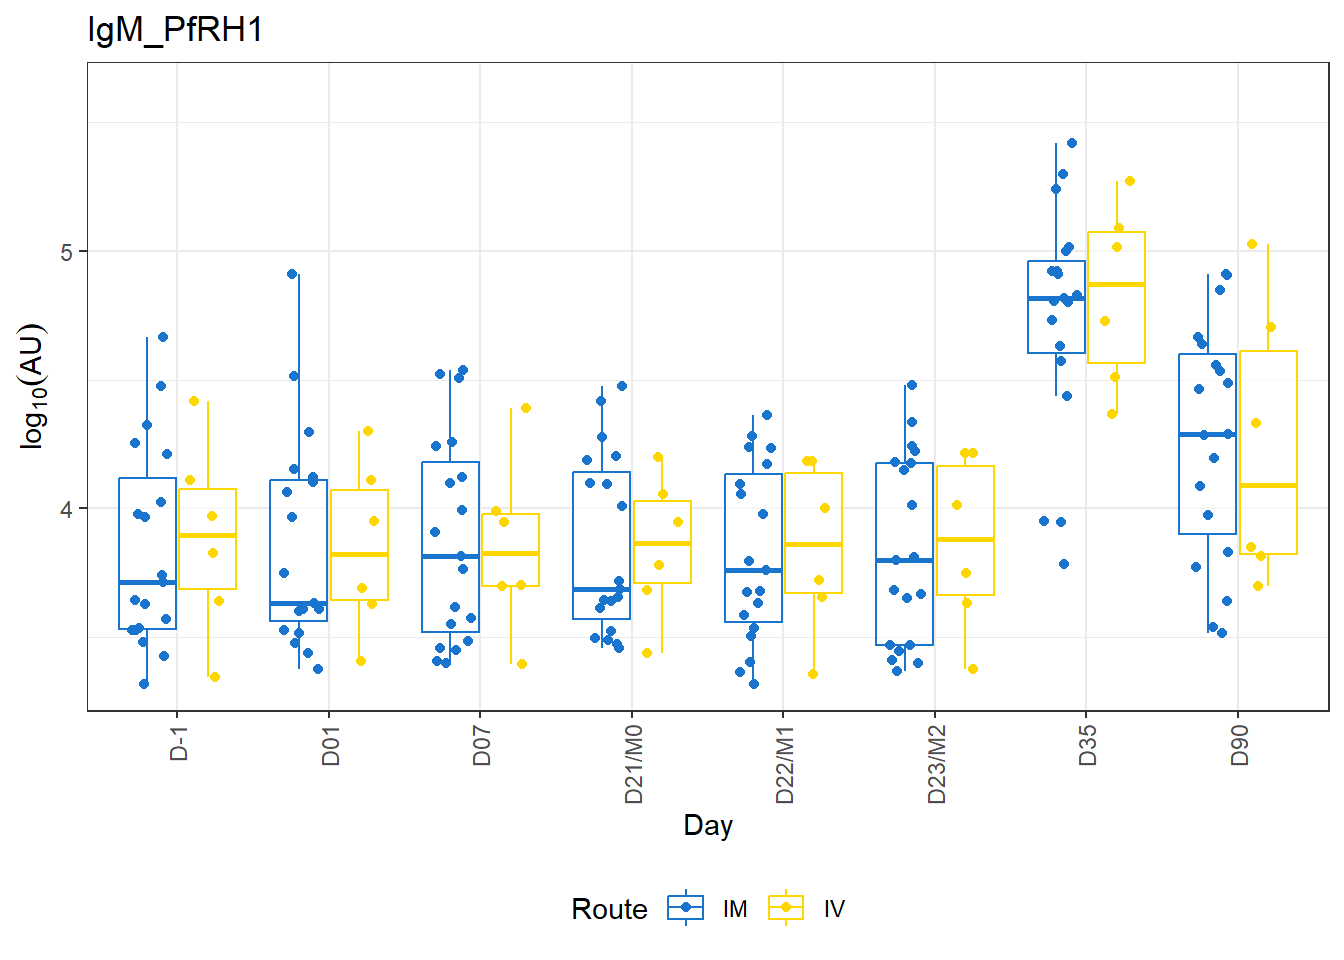 IgM_PfRH1
log10(AU)
5
4
D-1
D01
D07
D21/M0
D22/M1
D23/M2
D35
D90
Day
Route IM IV